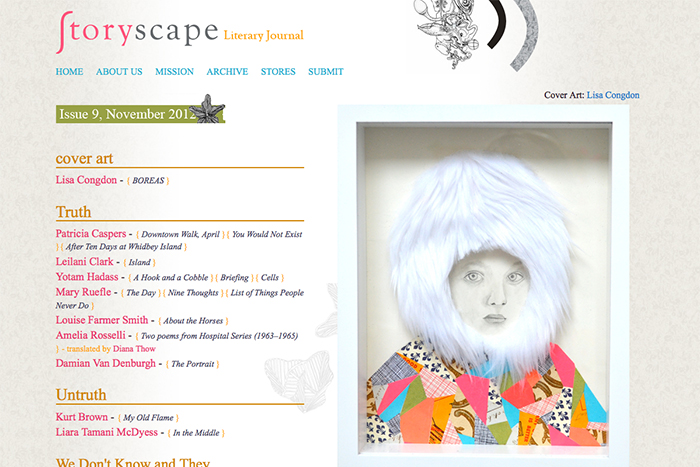 Storyscape Literary Journal
HOME ABOUT US MISSION ARCHIVE STORES SUBMIT
Cover Art: Lisa Congdon
Issue 9, November 2012
cover art
Lisa Congdon - { BOREAS }
Truth
Patricia Caspers - { Downtown Walk, April } { You Would Not Exist
} { After Ten Days at Whidbey Island }
Leilani Clark - { Island }
Yotam Hadass - { A Hook and a Cobble } { Briefing } { Cells }
Mary Ruefle - { The Day } { Nine Thoughts } { List of Things People
Never Do }
Louise Farmer Smith - { About the Horses }
Amelia Rosselli - { Two poems from Hospital Series (1963–1965)
} - translated by Diana Thow
Damian Van Denburgh - { The Portrait }
Untruth
Kurt Brown - { My Old Flame }
Liara Tamani McDyess - { In the Middle }
We Don't Know and They